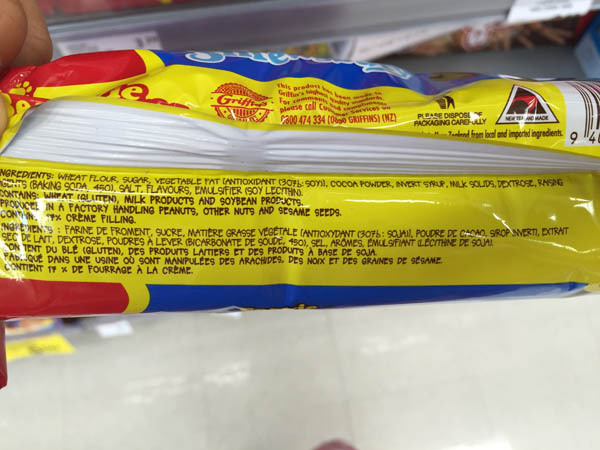 This product has been made to
Griffin's highest quality standards.
For comments
please call Consumer Services on
0800 474 334 (0800 GRIFFINS) (NZ)
Griffin's
PLEASE DISPOSE OF
PACKAGING CAREFULLY
NEW ZEALAND MADE
Zealand from local and imported ingredients.
9 4
INGREDIENTS: WHEAT FLOUR, SUGAR, VEGETABLE FAT [ANTIOXIDANT (307b: SOY)], COCOA POWDER, INVERT SYRUP, MILK SOLIDS, DEXTROSE, RAISING
AGENTS (BAKING SODA, 450), SALT, FLAVOURS, EMULSIFIER (SOY LECITHIN).
CONTAINS: WHEAT (GLUTEN), MILK PRODUCTS AND SOYBEAN PRODUCTS.
PRODUCED IN A FACTORY HANDLING PEANUTS, OTHER NUTS AND SESAME SEEDS.
CONTAINS 17% CRÈME FILLING.
INGRÉDIENTS : FARINE DE FROMENT, SUCRE, MATIÈRE GRASSE VÉGÉTALE [ANTIOXYDANT (307b : SOJA)], POUDRE DE CACAO, SIROP INVERTI, EXTRAIT
SEC DE LAIT, DEXTROSE, POUDRES À LEVER (BICARBONATE DE SOUDE, 450), SEL, ARÔMES, ÉMULSIFIANT (LÉCITHINE DE SOJA).
CONTIENT DU BLÉ (GLUTEN), DES PRODUITS LAITIERS ET DES PRODUITS À BASE DE SOJA.
FABRIQUÉ DANS UNE USINE OÙ SONT MANIPULÉES DES ARACHIDES, DES NOIX ET DES GRAINES DE SÉSAME.
CONTIENT 17 % DE FOURRAGE À LA CRÈME.